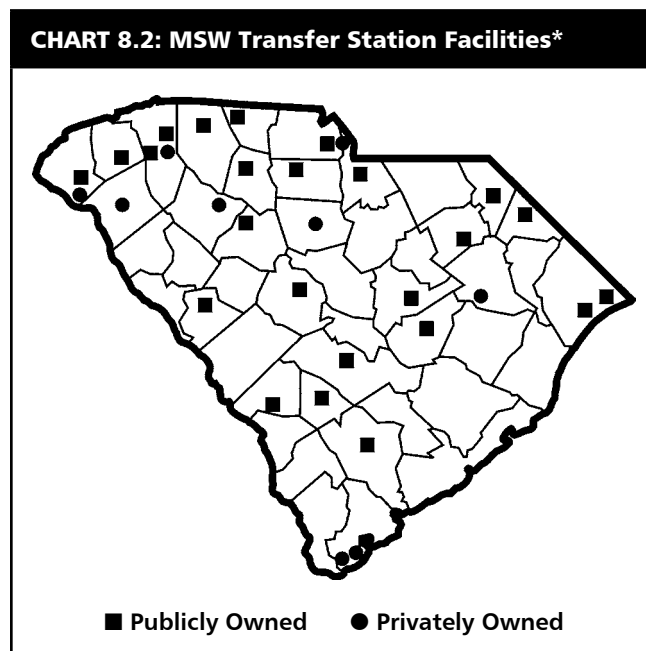 CHART 8.2: MSW Transfer Station Facilities*
Publicly Owned Privately Owned